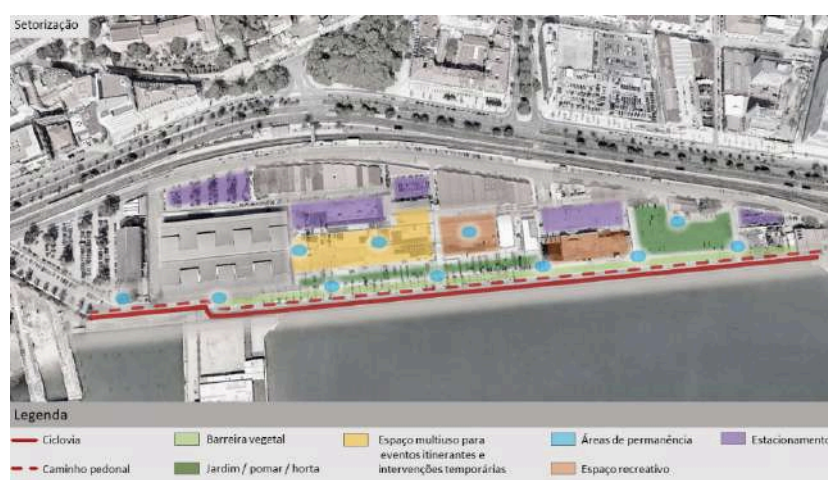 Setorização
Legenda
Ciclovia
Caminho pedonal
Barreira vegetal
Jardim / pomar / horta
Espaço multiuso para
eventos itinerantes e
intervenções temporárias
Áreas de permanência
Espaço recreativo
Estacionamento